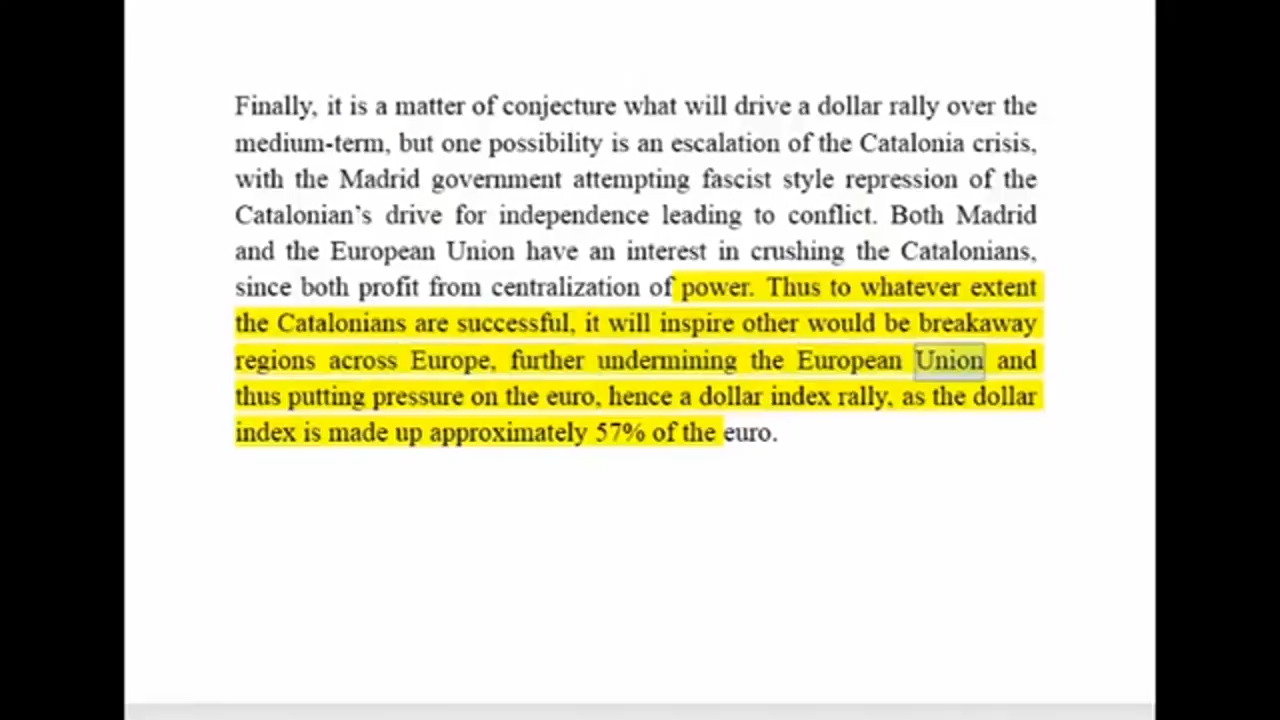 Finally, it is a matter of conjecture what will drive a dollar rally over the
medium-term, but one possibility is an escalation of the Catalonia crisis,
with the Madrid government attempting fascist style repression of the
Catalonian’s drive for independence leading to conflict. Both Madrid
and the European Union have an interest in crushing the Catalonians,
since both profit from centralization of power. Thus to whatever extent
the Catalonians are successful, it will inspire other would be breakaway
regions across Europe, further undermining the European Union and
thus putting pressure on the euro, hence a dollar index rally, as the dollar
index is made up approximately 57% of the euro.